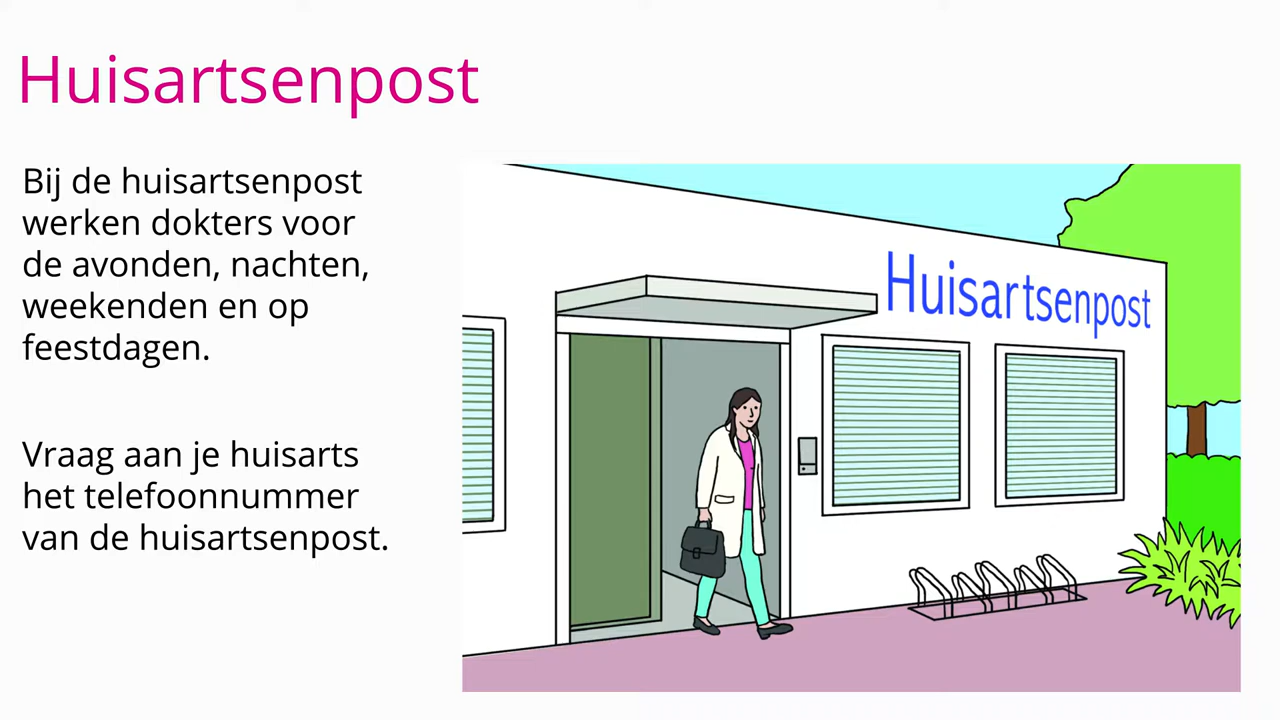 Huisartsenpost
Bij de huisartsenpost
werken dokters voor
de avonden, nachten,
weekenden en op
feestdagen.
Vraag aan je huisarts
het telefoonnummer
van de huisartsenpost.
Huisartsenpost